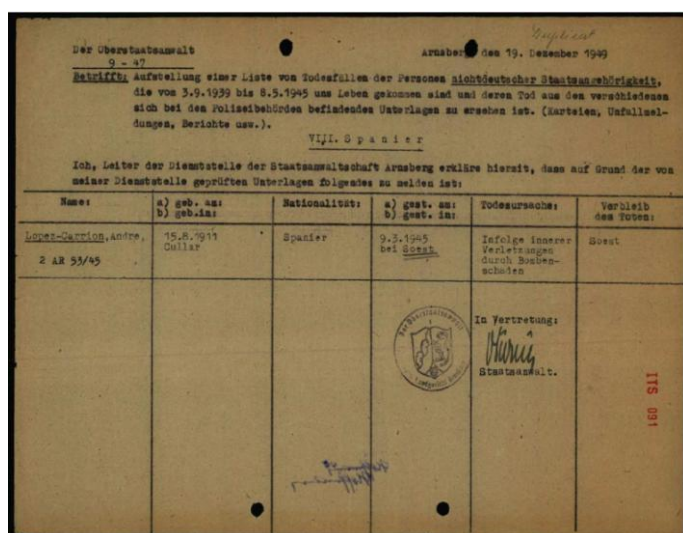 Duplicat
Der Oberstaatsanwalt Arnsberg, den 19. Dezember 1949
9 - 47
Betrifft: Aufstellung einer Liste von Todesfällen der Personen nichtdeutscher Staatsangehörigkeit,
die von 3.9.1939 bis 8.5.1945 uns Leben gekommen sind und deren Tod aus den verschiedenen
sich bei den Polizeibehörden befindenden Unterlagen zu ersehen ist. (Karteien, Unfallmel-
dungen, Berichte usw.).
VIII. Spanier
Ich, Leiter der Dienststelle der Staatsanwaltschaft Arnsberg erkläre hiermit, dass auf Grund der von
meiner Dienststelle geprüften Unterlagen folgendes zu melden ist:
Name: a) geb. am: Nationalität: a) gest. am: Todesursache: Verbleib
b) geb.in: b) gest. in: des Toten:
Lopez-Carrion, Andre, 15.8.1911 Spanier 9.3.1945 Infolge innerer Soest
Cullar bei Soest Verletzungen
2 AR 53/45 durch Bomben-
schaden
In Vertretung:
Staatsanwalt.
Der Oberstaatsanwalt
ITS 091